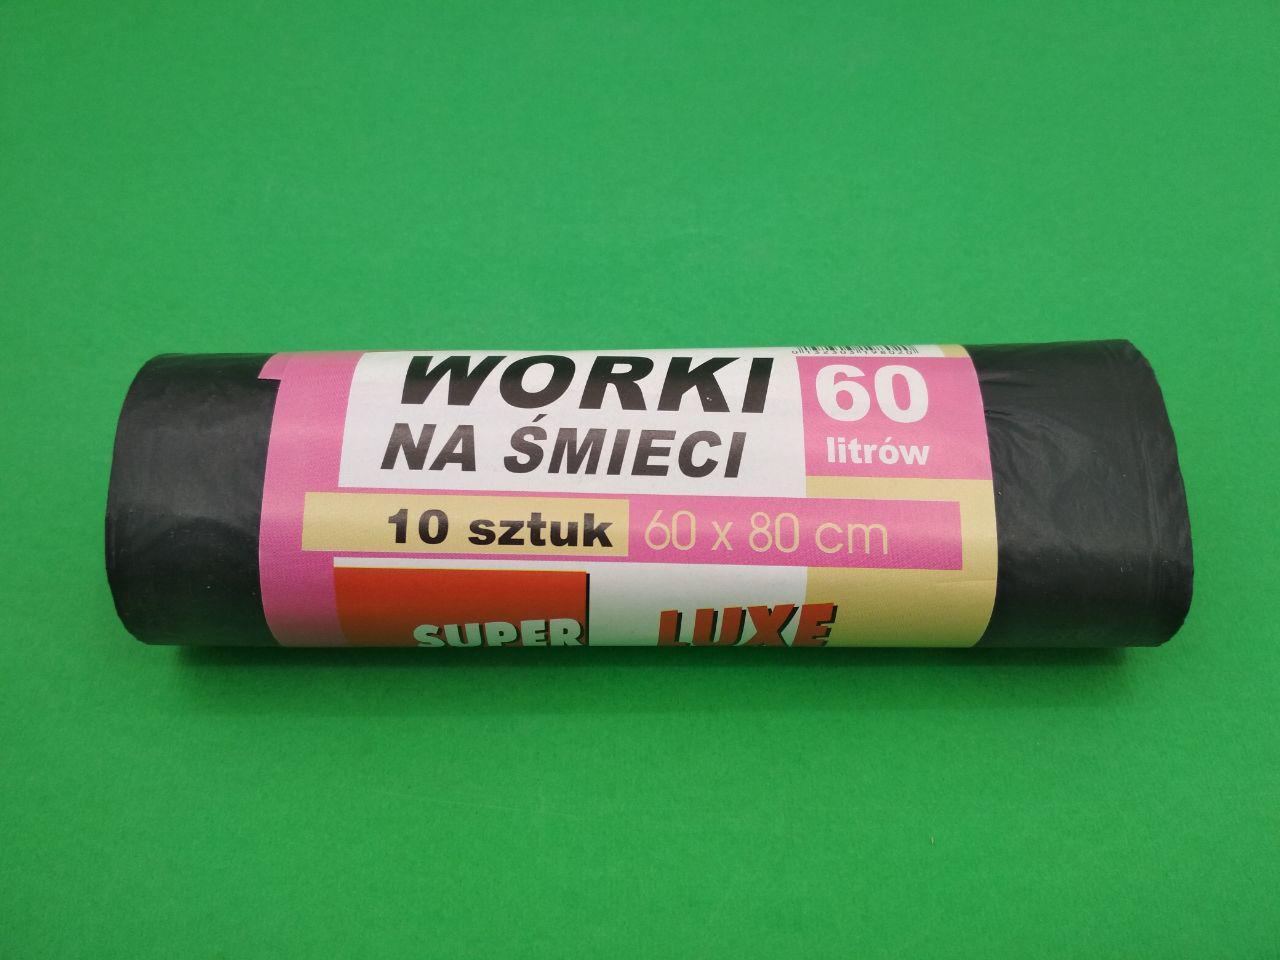 WORKI
NA ŚMIECI
60
litrów
10 sztuk
60 x 80 cm
SUPER LUXE